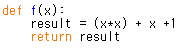 def f(x):
    result = (x*x) + x +1
    return result